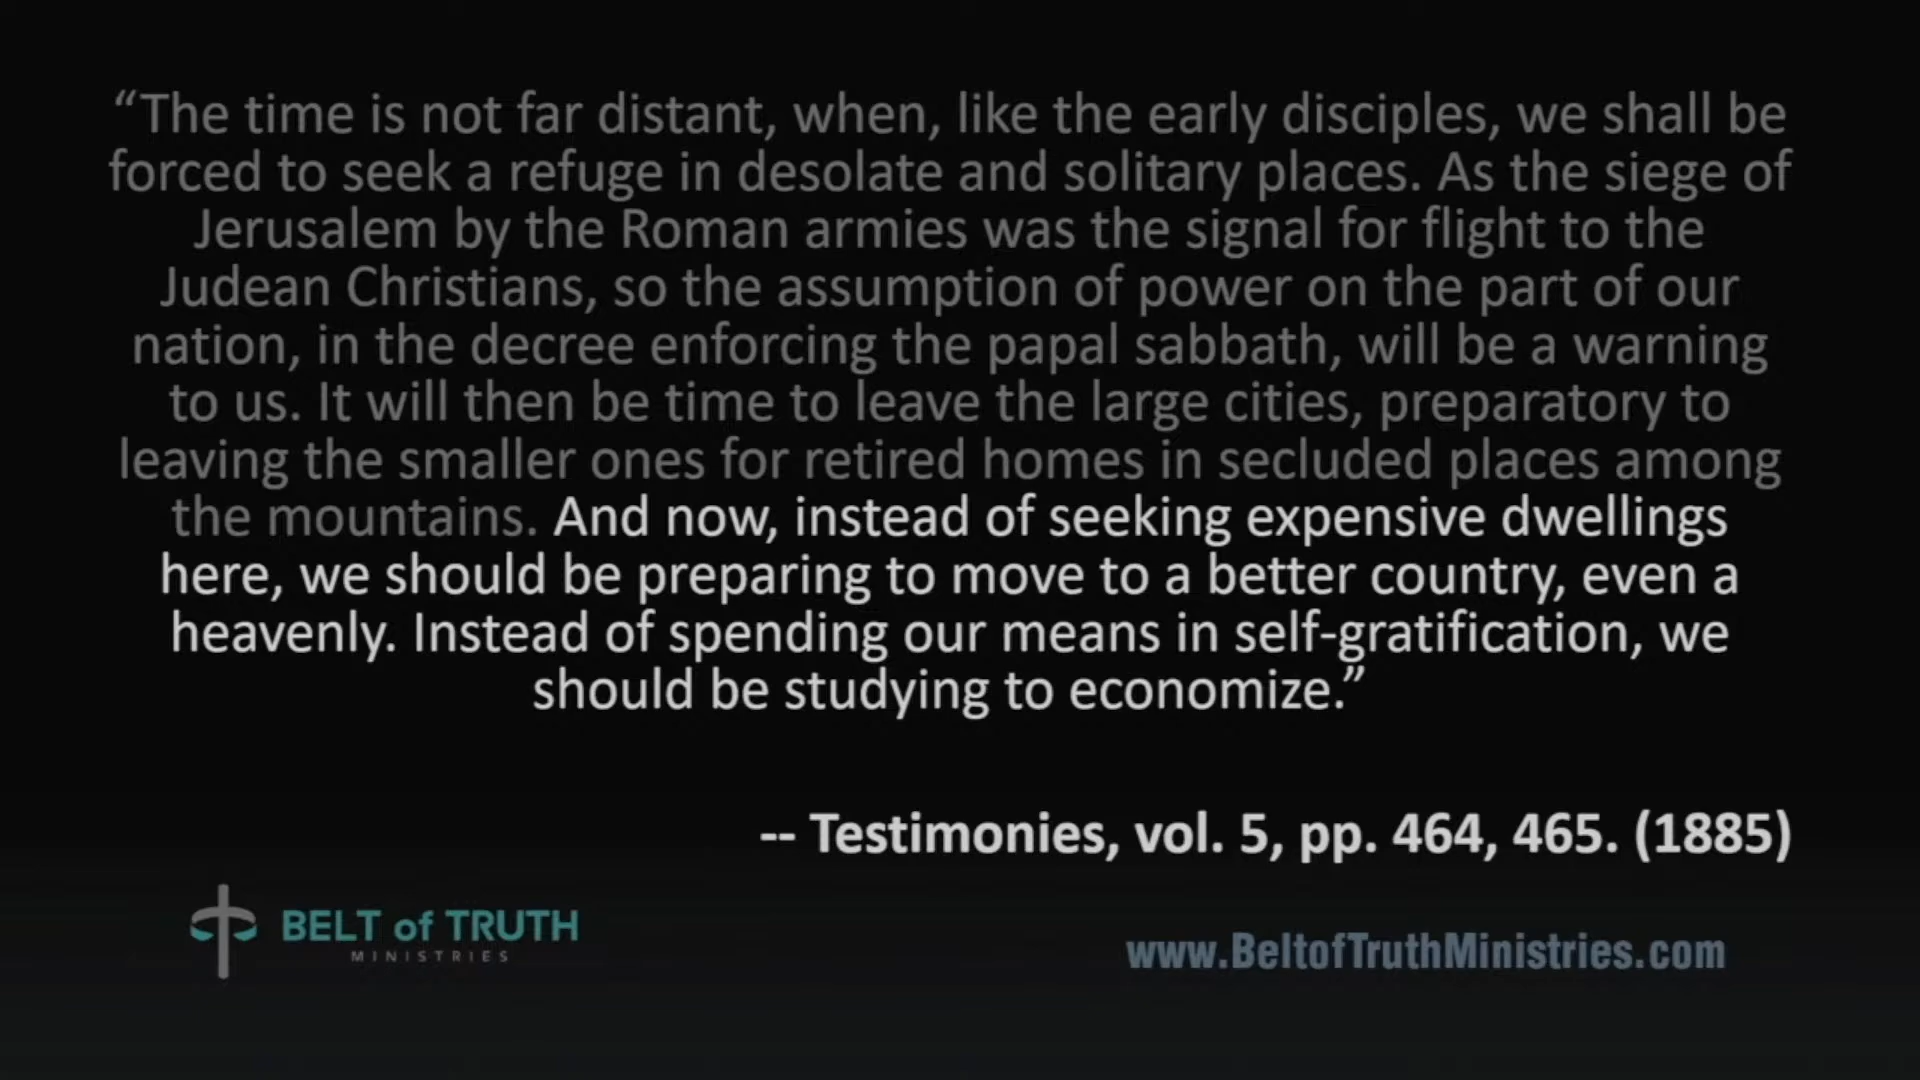 “The time is not far distant, when, like the early disciples, we shall be
forced to seek a refuge in desolate and solitary places. As the siege of
Jerusalem by the Roman armies was the signal for flight to the
Judean Christians, so the assumption of power on the part of our
nation, in the decree enforcing the papal sabbath, will be a warning
to us. It will then be time to leave the large cities, preparatory to
leaving the smaller ones for retired homes in secluded places among
the mountains. And now, instead of seeking expensive dwellings
here, we should be preparing to move to a better country, even a
heavenly. Instead of spending our means in self-gratification, we
should be studying to economize.”
-- Testimonies, vol. 5, pp. 464, 465. (1885)
BELT of TRUTH
MINISTRIES
www.BeltofTruthMinistries.com